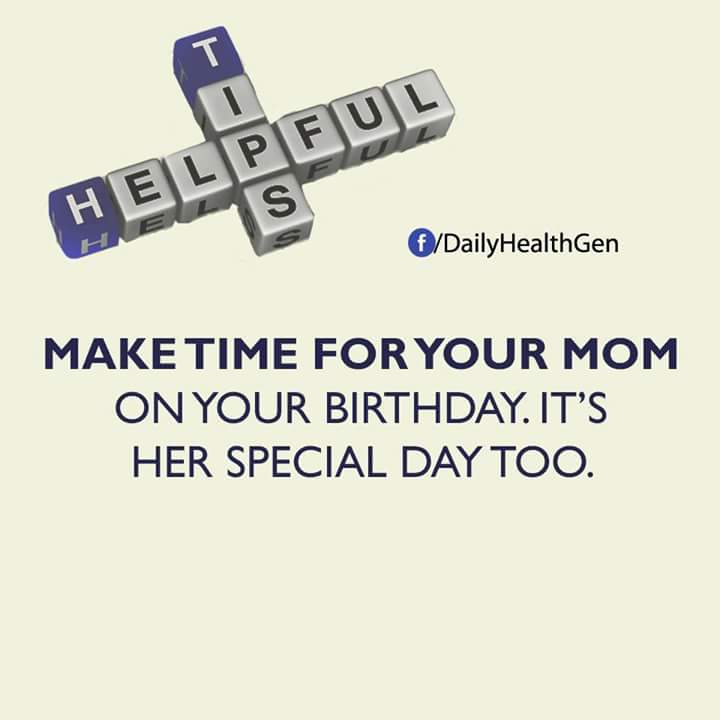 TIPS
HELPFUL
f/DailyHealthGen
MAKE TIME FOR YOUR MOM
ON YOUR BIRTHDAY. IT'S
HER SPECIAL DAY TOO.